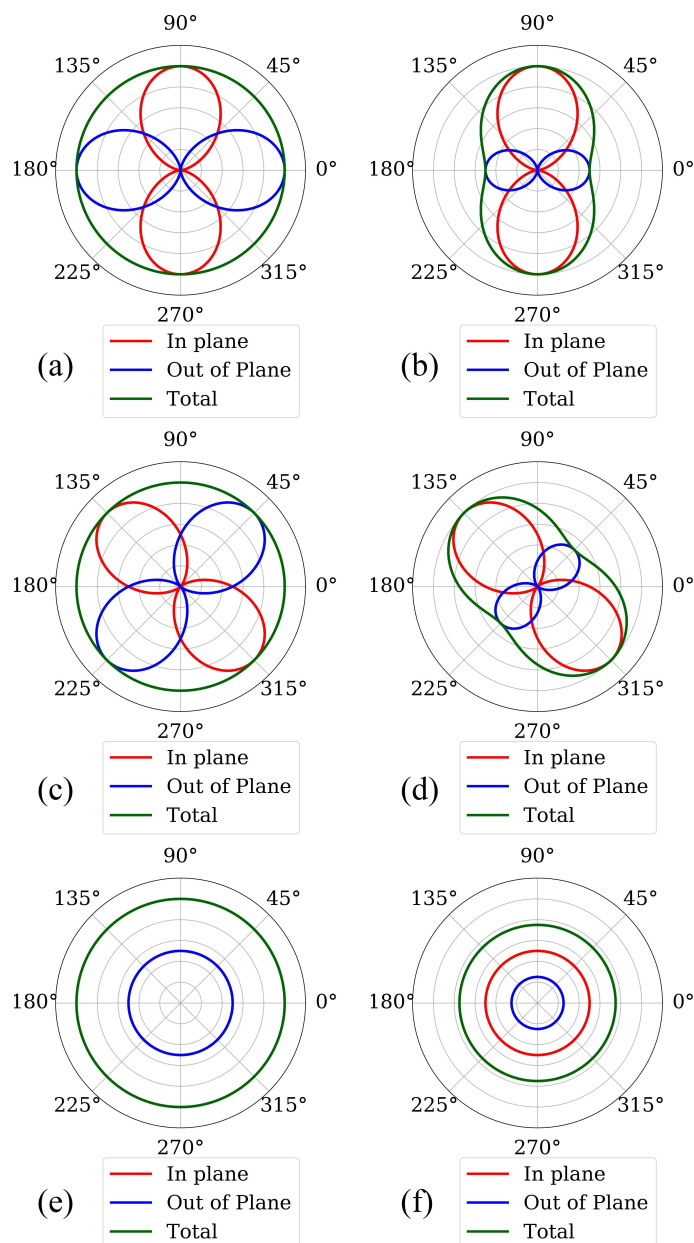 90° 90°
135° 45° 135° 45°
180° 0° 180° 0°
225° 315° 225° 315°
270° 270°
In plane In plane
(a) Out of Plane (b) Out of Plane
Total Total
90° 90°
135° 45° 135° 45°
180° 0° 180° 0°
225° 315° 225° 315°
270° 270°
In plane In plane
(c) Out of Plane (d) Out of Plane
Total Total
90° 90°
135° 45° 135° 45°
180° 0° 180° 0°
225° 315° 225° 315°
270° 270°
In plane In plane
(e) Out of Plane (f) Out of Plane
Total Total